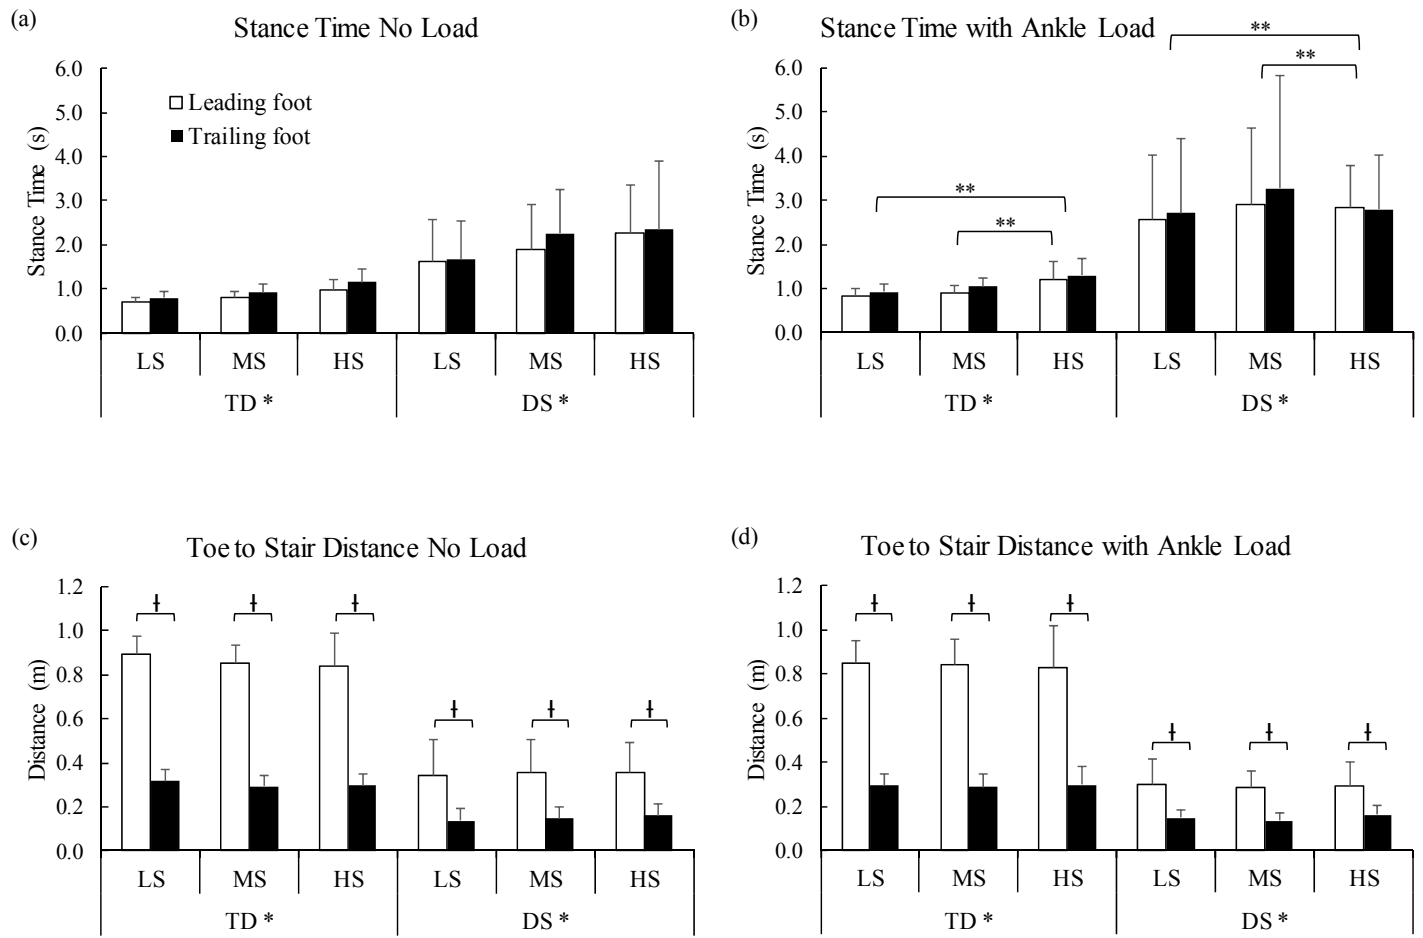 (a)
Stance Time No Load
6.0
5.0
4.0
3.0
2.0
1.0
0.0
Stance Time (s)
Leading foot
Trailing foot
LS MS HS LS MS HS
TD * DS *
(b)
Stance Time with Ankle Load
**
**
**
**
6.0
5.0
4.0
3.0
2.0
1.0
0.0
Stance Time (s)
LS MS HS LS MS HS
TD * DS *
(c)
Toe to Stair Distance No Load
1.2
1.0
0.8
0.6
0.4
0.2
0.0
Distance (m)
ƚ ƚ ƚ ƚ ƚ ƚ
LS MS HS LS MS HS
TD * DS *
(d)
Toe to Stair Distance with Ankle Load
1.2
1.0
0.8
0.6
0.4
0.2
0.0
Distance (m)
ƚ ƚ ƚ ƚ ƚ ƚ
LS MS HS LS MS HS
TD * DS *